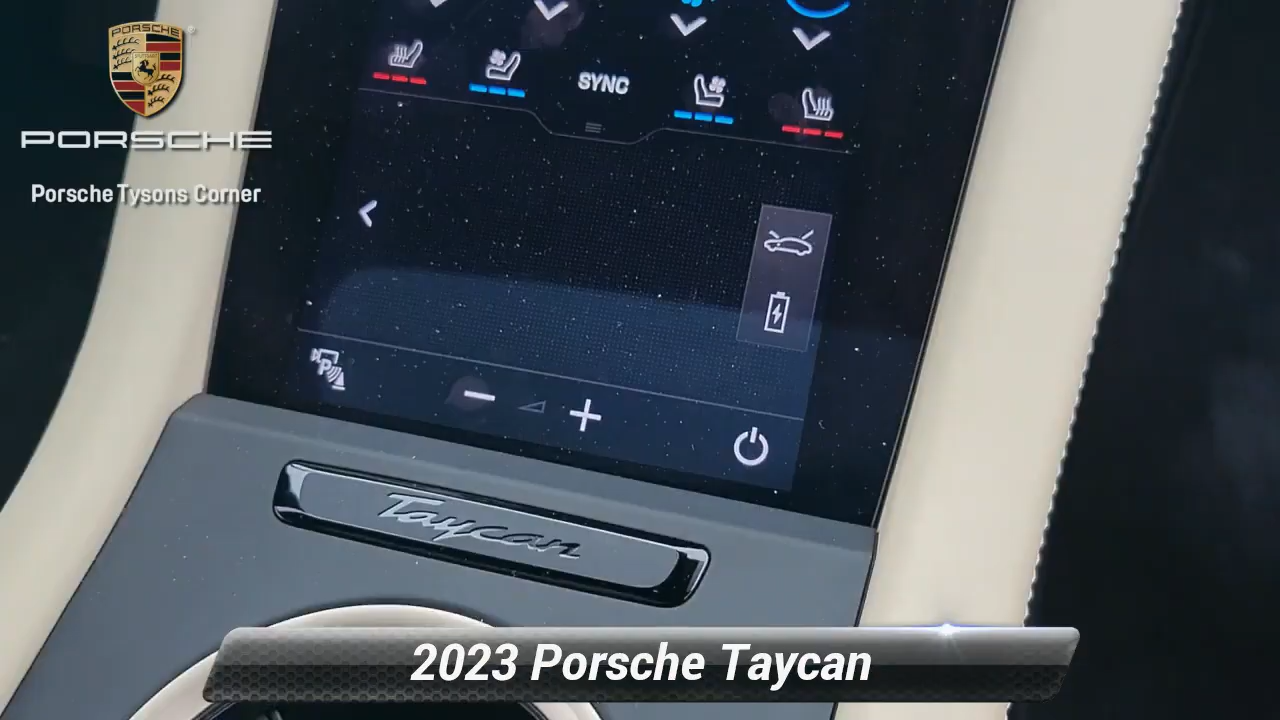 PORSCHE
PORSCHE
Porsche Tysons Corner
SYNC
P
Taycan
2023 Porsche Taycan